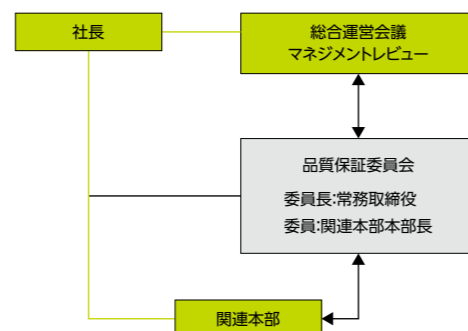 社長
総合運営会議
マネジメントレビュー
品質保証委員会
委員長:常務取締役
委員:関連本部本部長
関連本部